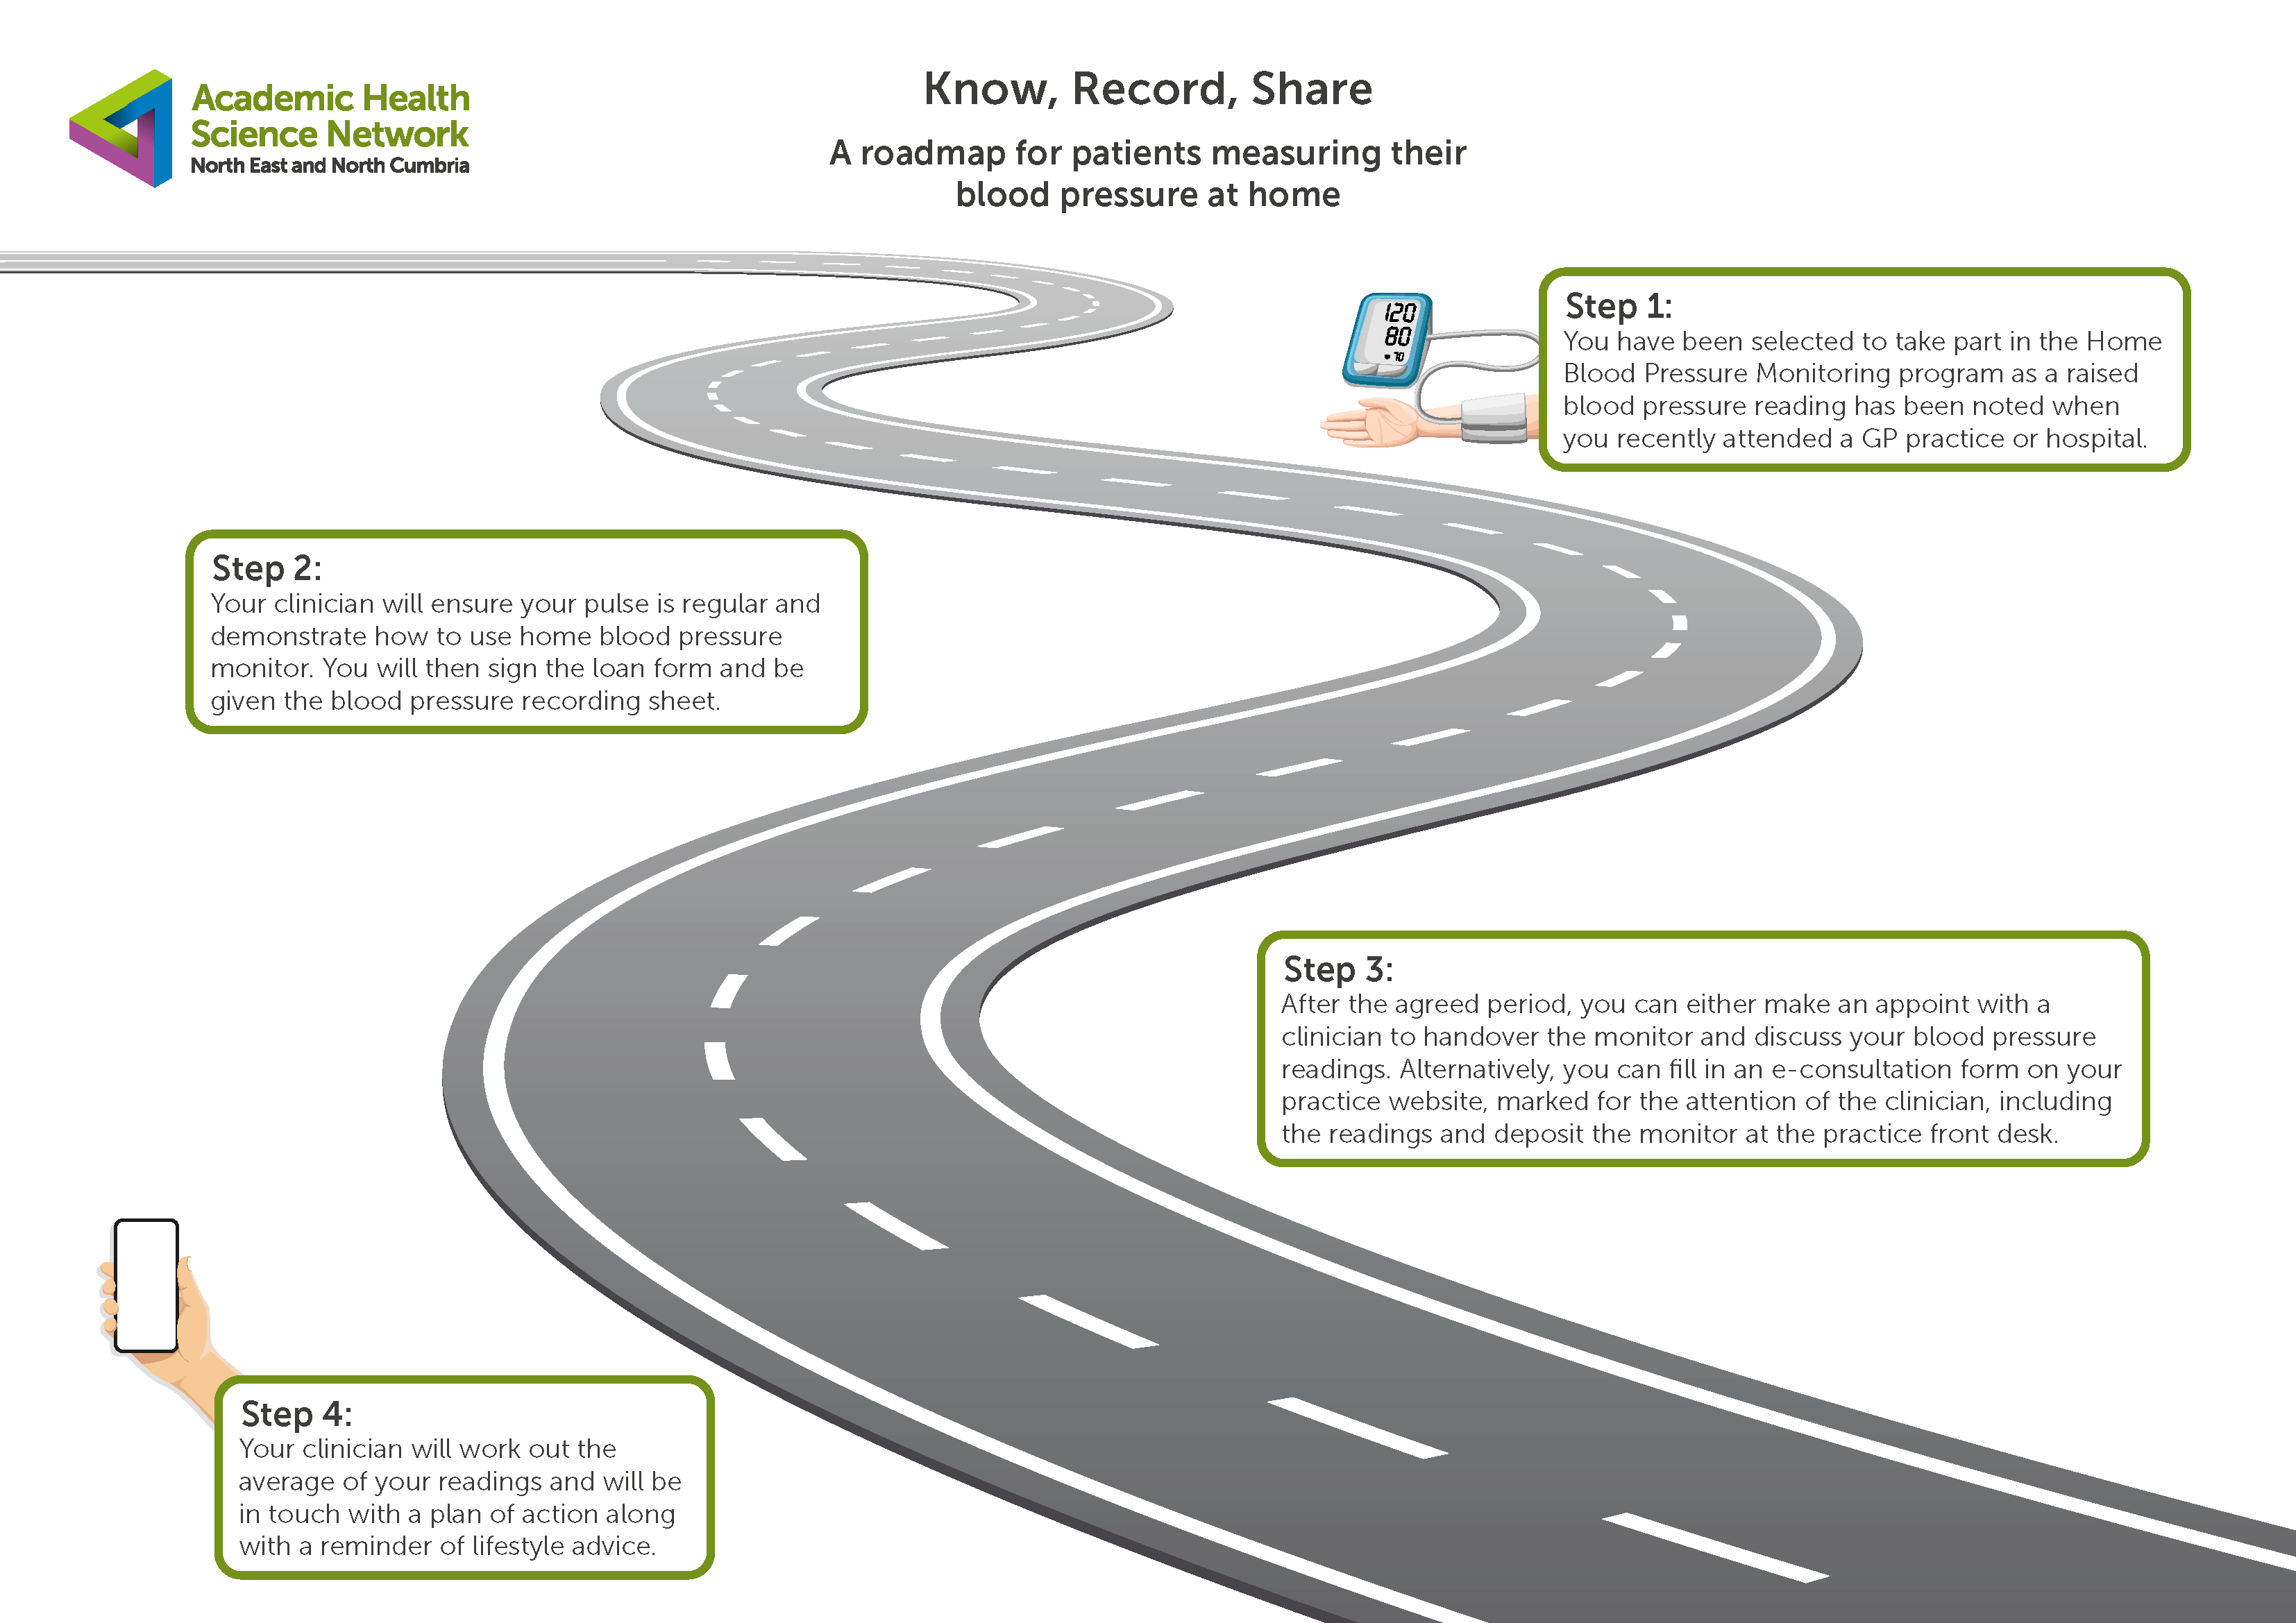 Academic Health
Science Network
North East and North Cumbria
Know, Record, Share
A roadmap for patients measuring their
blood pressure at home
120
80
70
Step 1:
You have been selected to take part in the Home
Blood Pressure Monitoring program as a raised
blood pressure reading has been noted when
you recently attended a GP practice or hospital.
Step 2:
Your clinician will ensure your pulse is regular and
demonstrate how to use home blood pressure
monitor. You will then sign the loan form and be
given the blood pressure recording sheet.
Step 3:
After the agreed period, you can either make an appoint with a
clinician to handover the monitor and discuss your blood pressure
readings. Alternatively, you can fill in an e-consultation form on your
practice website, marked for the attention of the clinician, including
the readings and deposit the monitor at the practice front desk.
Step 4:
Your clinician will work out the
average of your readings and will be
in touch with a plan of action along
with a reminder of lifestyle advice.